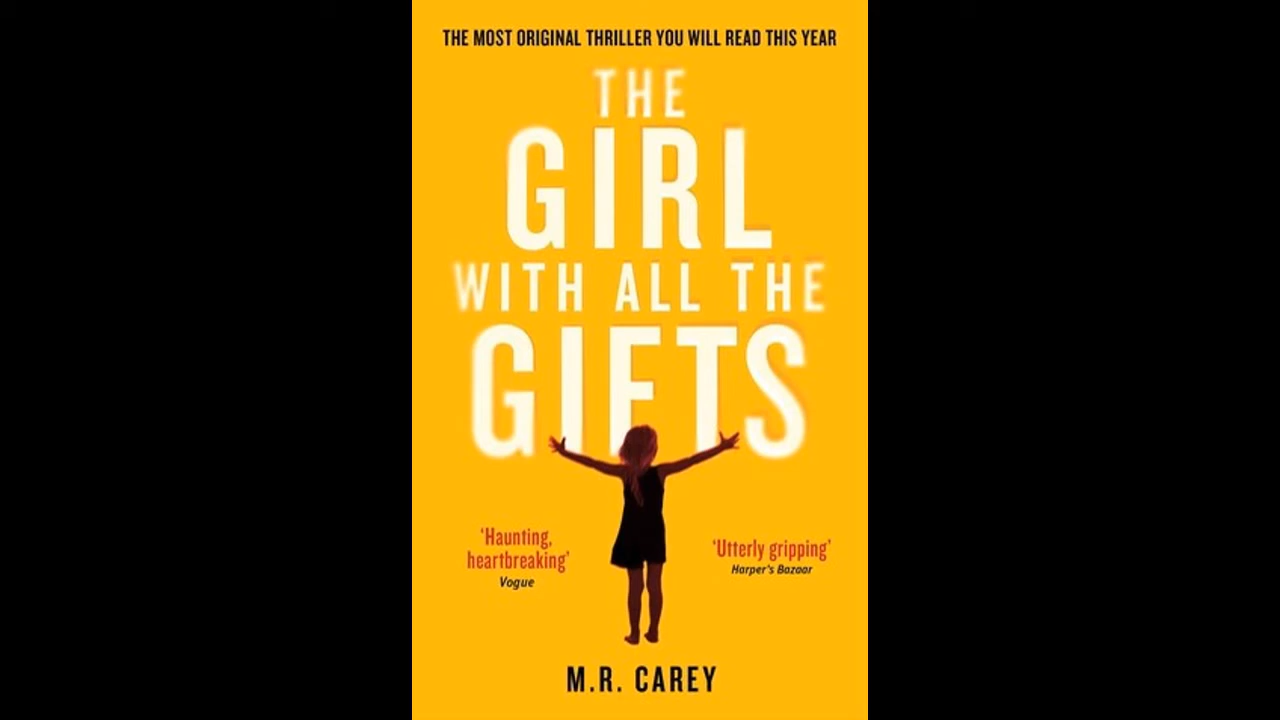 THE MOST ORIGINAL THRILLER YOU WILL READ THIS YEAR
THE
GIRL
WITH ALL THE
GIFTS
‘Haunting,
heartbreaking’
Vogue
‘Utterly gripping’
Harper's Bazaar
M.R. CAREY